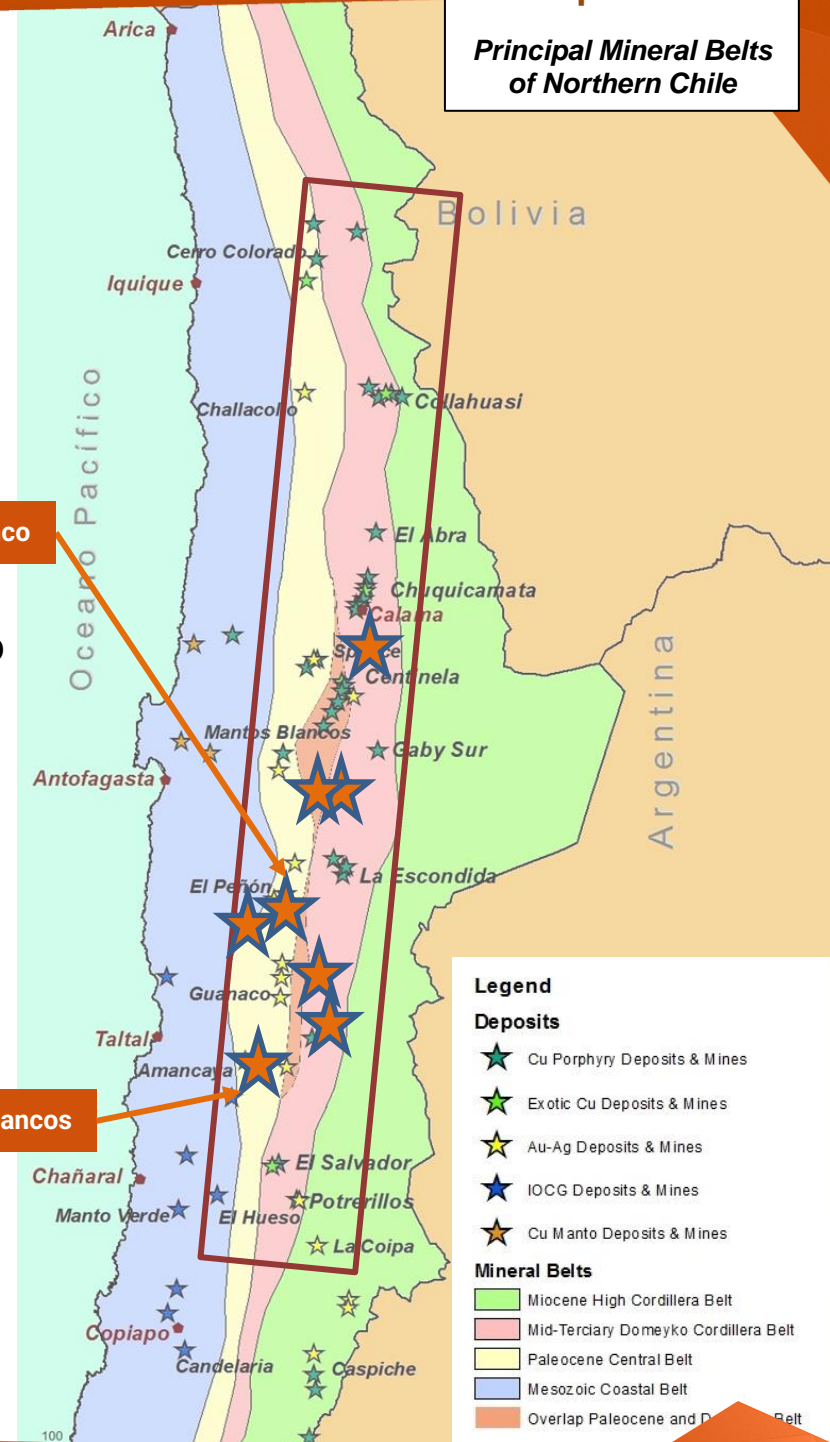 Principal Mineral Belts
of Northern Chile
Arica
Bolivia
Cerro Colorado
Iquique
Oceano Pacífico
Collahuasi
El Abra
Chuquicamata
Calama
Centinela
Mantos Blancos
Gaby Sur
Antofagasta
Argentina
La Escondida
El Peñón
Guanaco
Taltal
Amancaya
ancos
El Salvador
Chañaral
Potrerillos
Manto Verde
El Hueso
La Coipa
Copiapo
Candelaria
Caspiche
100
Legend
Deposits
Cu Porphyry Deposits & Mines
Exotic Cu Deposits & Mines
Au-Ag Deposits & Mines
IOCG Deposits & Mines
Cu Manto Deposits & Mines
Mineral Belts
Miocene High Cordillera Belt
Mid-Terciary Domeyko Cordillera Belt
Paleocene Central Belt
Mesozoic Coastal Belt
Overlap Paleocene and Belt